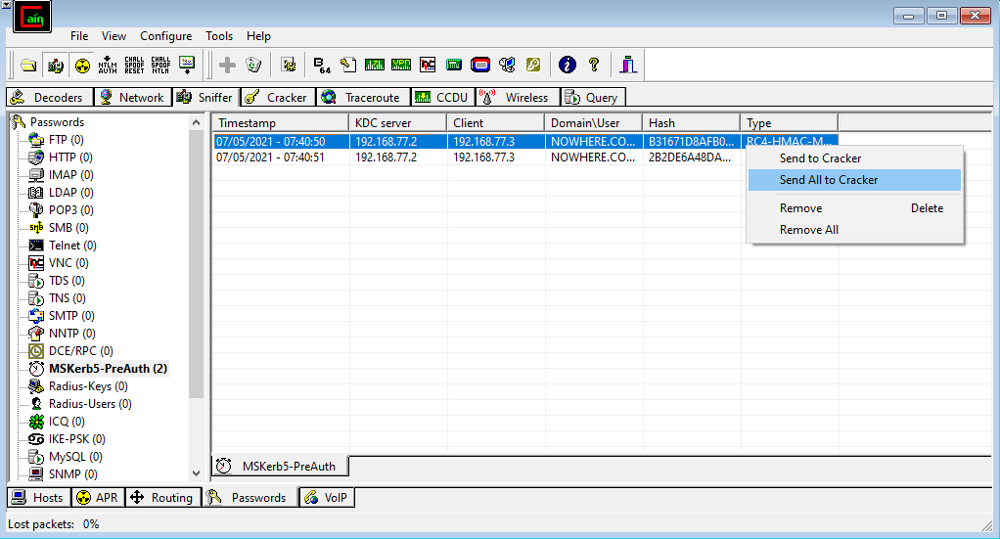 Cain
File View Configure Tools Help
NTLM AUTH
CHALL SPOOF RESET
CHALL SPOOF NTLM
B64
Decoders Network Sniffer Cracker Traceroute CCDU Wireless Query
Passwords
FTP (0)
HTTP (0)
IMAP (0)
LDAP (0)
POP3 (0)
SMB (0)
Telnet (0)
VNC (0)
TDS (0)
TNS (0)
SMTP (0)
NNTP (0)
DCE/RPC (0)
MSKerb5-PreAuth (2)
Radius-Keys (0)
Radius-Users (0)
ICQ (0)
IKE-PSK (0)
MySQL (0)
SNMP (0)
Timestamp KDC server Client Domain\User Hash Type
07/05/2021 - 07:40:50 192.168.77.2 192.168.77.3 NOWHERE.CO... B31671D8AFB0... RC4-HMAC-M...
07/05/2021 - 07:40:51 192.168.77.2 192.168.77.3 NOWHERE.CO... 2B2DE6A48DA...
Send to Cracker
Send All to Cracker
Remove Delete
Remove All
MSKerb5-PreAuth
Hosts APR Routing Passwords VoIP
Lost packets: 0%